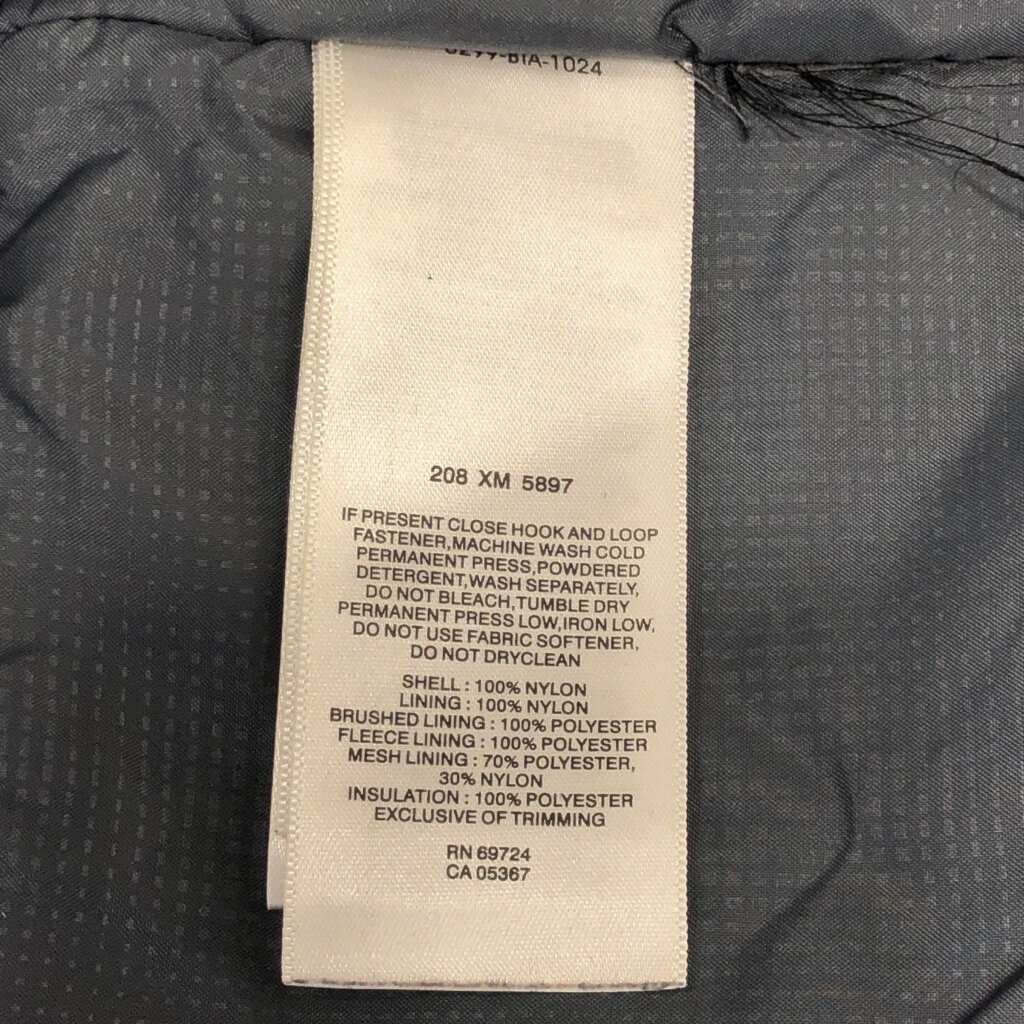 208 XM 5897
IF PRESENT CLOSE HOOK AND LOOP
FASTENER,MACHINE WASH COLD
PERMANENT PRESS,POWDERED
DETERGENT,WASH SEPARATELY,
DO NOT BLEACH,TUMBLE DRY
PERMANENT PRESS LOW,IRON LOW,
DO NOT USE FABRIC SOFTENER,
DO NOT DRYCLEAN
SHELL : 100% NYLON
LINING : 100% NYLON
BRUSHED LINING : 100% POLYESTER
FLEECE LINING : 100% POLYESTER
MESH LINING : 70% POLYESTER,
30% NYLON
INSULATION : 100% POLYESTER
EXCLUSIVE OF TRIMMING
RN 69724
CA 05367